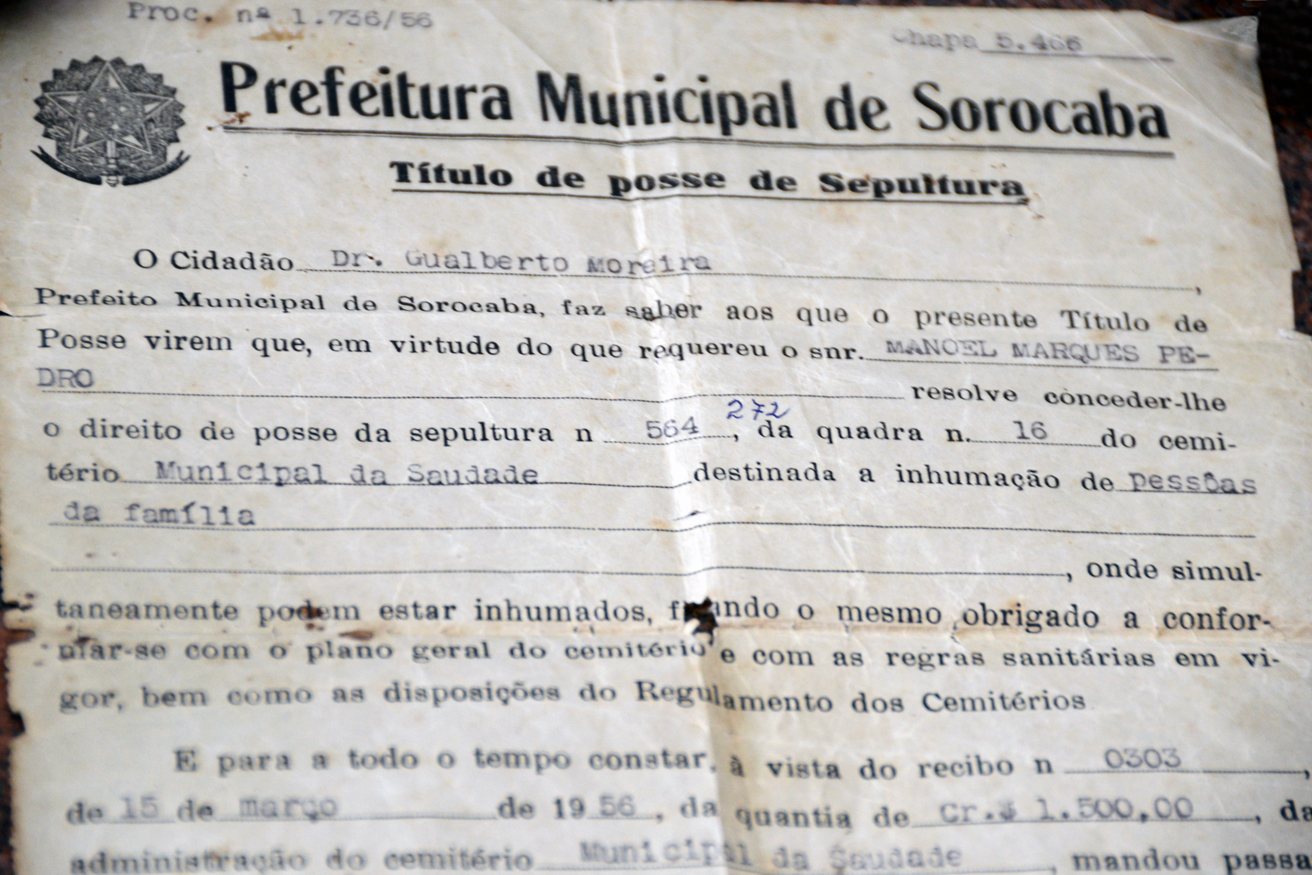 Proc. nº 1.736/56
Chapa 5.466
Prefeitura Municipal de Sorocaba
Título de posse de Sepultura
O Cidadão Dr. Gualberto Moreira,
Prefeito Municipal de Sorocaba, faz saber aos que o presente Título de
Posse virem que, em virtude do que requereu o snr. MANOEL MARQUES PE-
DRO resolve conceder-lhe
272
o direito de posse da sepultura n 564, da quadra n. 16 do cemi-
tério Municipal da Saudade destinada a inhumação de pessôas
da família
, onde simul-
taneamente podem estar inhumados, ficando o mesmo obrigado a confor-
mar-se com o plano geral do cemitério e com as regras sanitárias em vi-
gor, bem como as disposições do Regulamento dos Cemitérios
E para a todo o tempo constar, à vista do recibo n 0303,
de 15 de março de 1956, da quantia de Cr.$ 1.500,00, da
administração do cemitério Municipal da Saudade, mandou passa